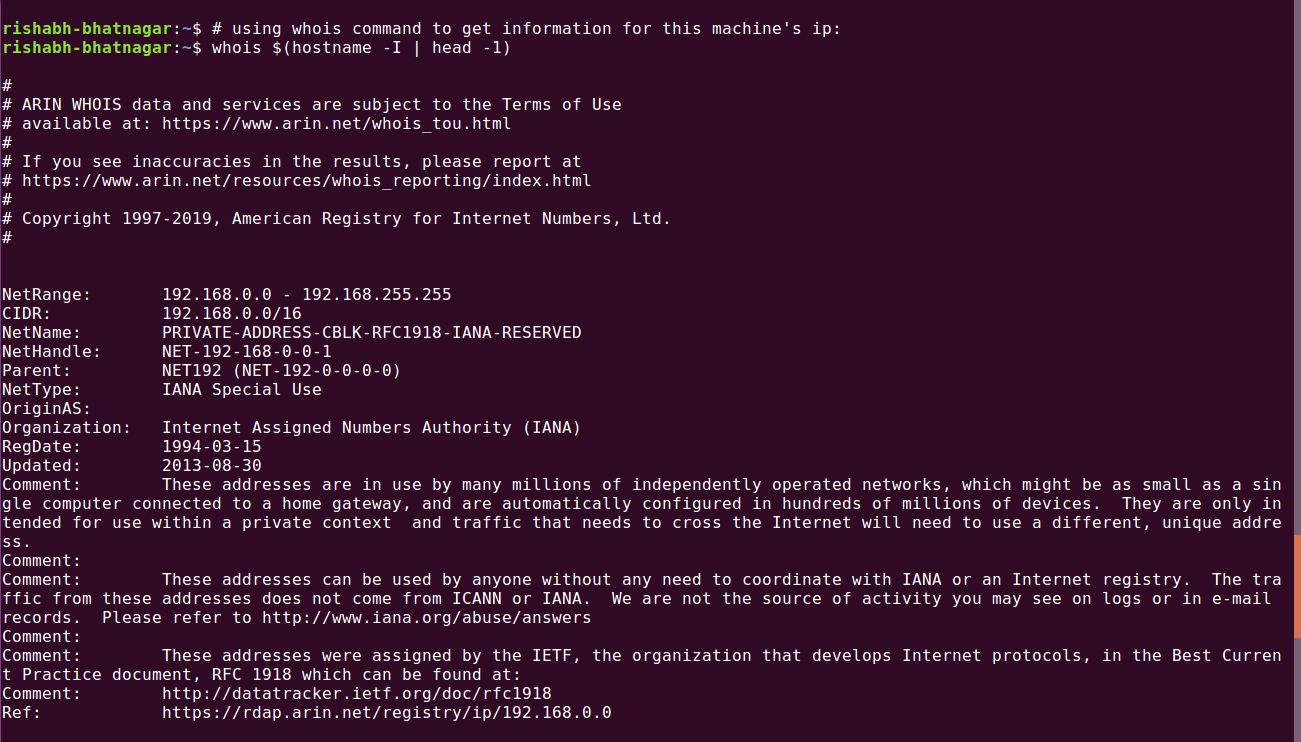 rishabh-bhatnagar:~$ # using whois command to get information for this machine's ip:
rishabh-bhatnagar:~$ whois $(hostname -I | head -1)
#
# ARIN WHOIS data and services are subject to the Terms of Use
# available at: https://www.arin.net/whois_tou.html
#
# If you see inaccuracies in the results, please report at
# https://www.arin.net/resources/whois_reporting/index.html
#
# Copyright 1997-2019, American Registry for Internet Numbers, Ltd.
#
NetRange:       192.168.0.0 - 192.168.255.255
CIDR:           192.168.0.0/16
NetName:        PRIVATE-ADDRESS-CBLK-RFC1918-IANA-RESERVED
NetHandle:      NET-192-168-0-0-1
Parent:         NET192 (NET-192-0-0-0-0)
NetType:        IANA Special Use
OriginAS:
Organization:   Internet Assigned Numbers Authority (IANA)
RegDate:        1994-03-15
Updated:        2013-08-30
Comment:        These addresses are in use by many millions of independently operated networks, which might be as small as a sin
gle computer connected to a home gateway, and are automatically configured in hundreds of millions of devices.  They are only in
tended for use within a private context  and traffic that needs to cross the Internet will need to use a different, unique addre
ss.
Comment:
Comment:        These addresses can be used by anyone without any need to coordinate with IANA or an Internet registry.  The tra
ffic from these addresses does not come from ICANN or IANA.  We are not the source of activity you may see on logs or in e-mail
records.  Please refer to http://www.iana.org/abuse/answers
Comment:
Comment:        These addresses were assigned by the IETF, the organization that develops Internet protocols, in the Best Curren
t Practice document, RFC 1918 which can be found at:
Comment:        http://datatracker.ietf.org/doc/rfc1918
Ref:            https://rdap.arin.net/registry/ip/192.168.0.0